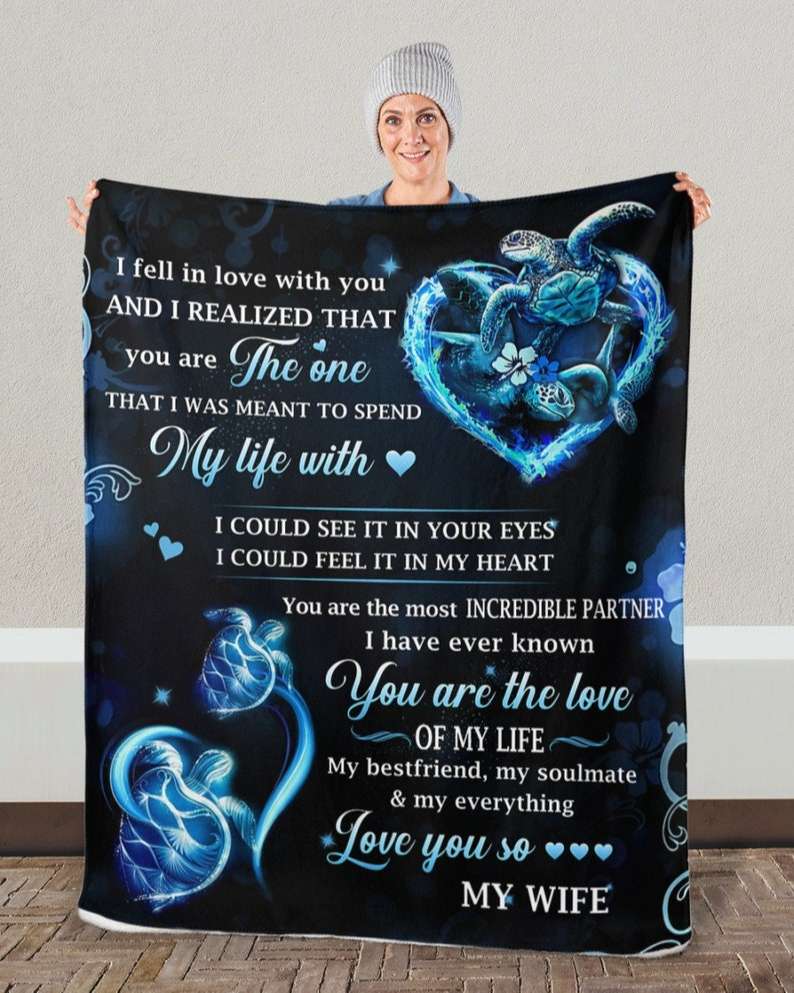 I fell in love with you
AND I REALIZED THAT
you are The one
THAT I WAS MEANT TO SPEND
My life with
I COULD SEE IT IN YOUR EYES
I COULD FEEL IT IN MY HEART
You are the most INCREDIBLE PARTNER
I have ever known
You are the love
OF MY LIFE
My bestfriend, my soulmate
& my everything
Love you so
MY WIFE